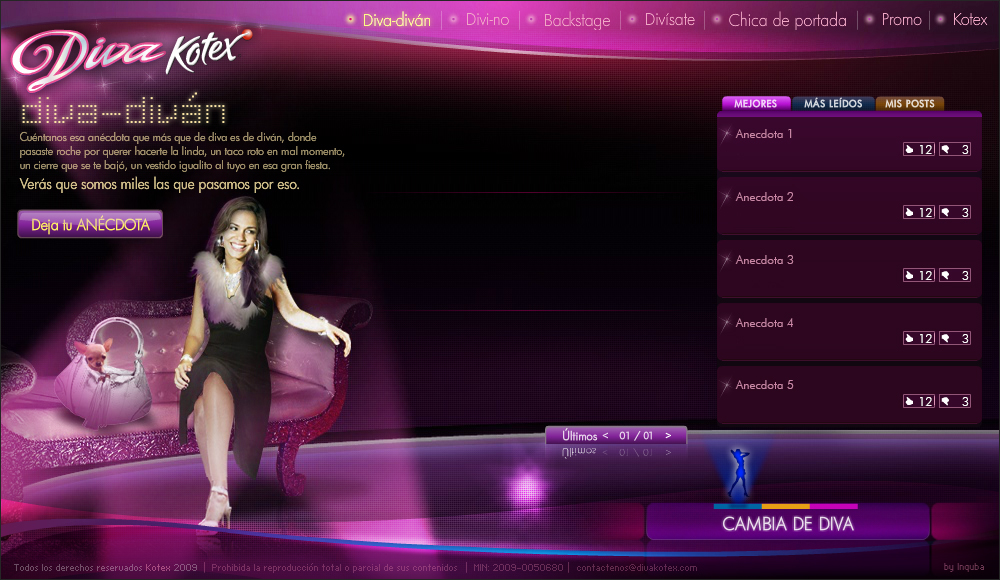 Diva-diván
Divi-no
Backstage
Divísate
Chica de portada
Promo
Kotex
Diva Kotex
diva-diván
Cuéntanos esa anécdota que más que de diva es de diván, donde
pasaste roche por querer hacerte la linda, un taco roto en mal momento,
un cierre que se te bajó, un vestido igualito al tuyo en esa gran fiesta.
Verás que somos miles las que pasamos por eso.
Deja tu ANÉCDOTA
MEJORES
MÁS LEÍDOS
MIS POSTS
Anecdota 1
12 3
Anecdota 2
12 3
Anecdota 3
12 3
Anecdota 4
12 3
Anecdota 5
12 3
Últimos < 01 / 01 >
CAMBIA DE DIVA
Todos los derechos reservados Kotex 2009 | Prohibida la reproducción total o parcial de sus contenidos | MIN: 2009-0050680 | contactenos@divakotex.com
by Inquba